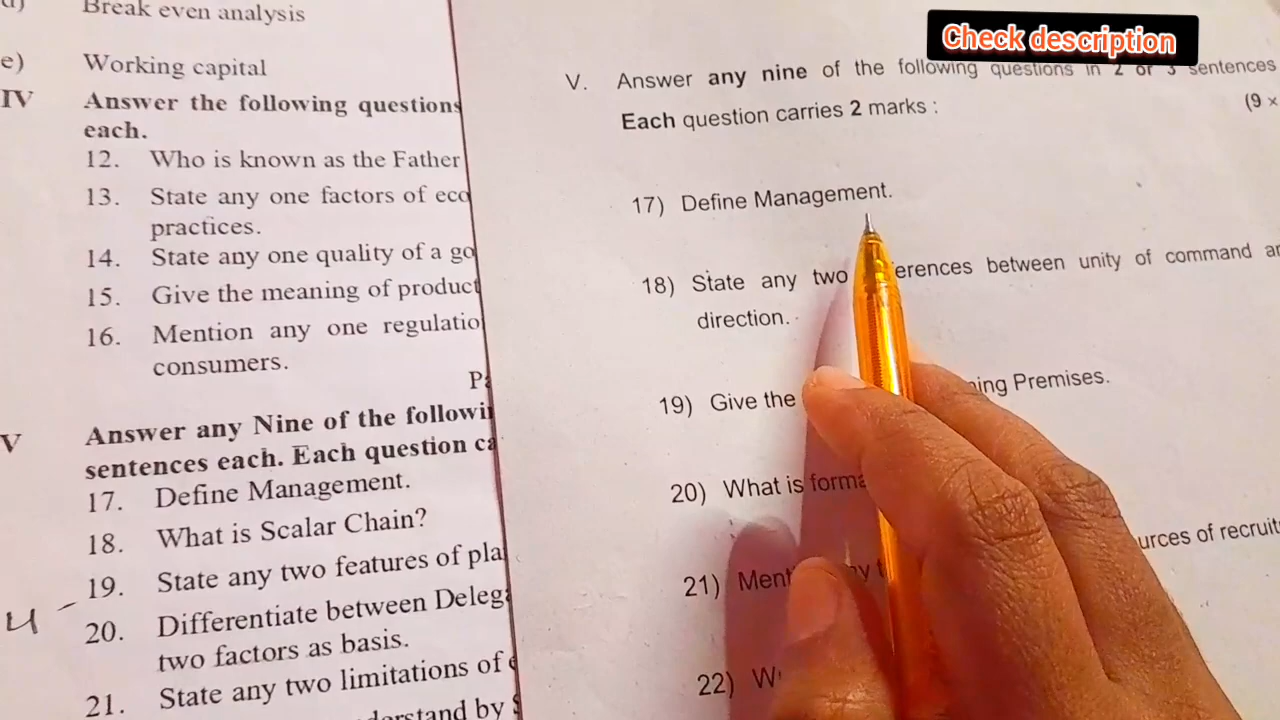 Check description
Break even analysis
e) Working capital
IV Answer the following questions
each.
12. Who is known as the Father
13. State any one factors of eco
practices.
14. State any one quality of a go
15. Give the meaning of product
16. Mention any one regulatio
consumers.
V Answer any Nine of the followi
sentences each. Each question ca
17. Define Management.
18. What is Scalar Chain?
19. State any two features of pla
20. Differentiate between Delega
two factors as basis.
21. State any two limitations of
by
V. Answer any nine of the following questions in 2 or 3 sentences
Each question carries 2 marks : (9 ×
17) Define Management.
18) State any two erences between unity of command an
direction.
19) Give the ing Premises.
20) What is forma
21) Ment urces of recruit
22) W